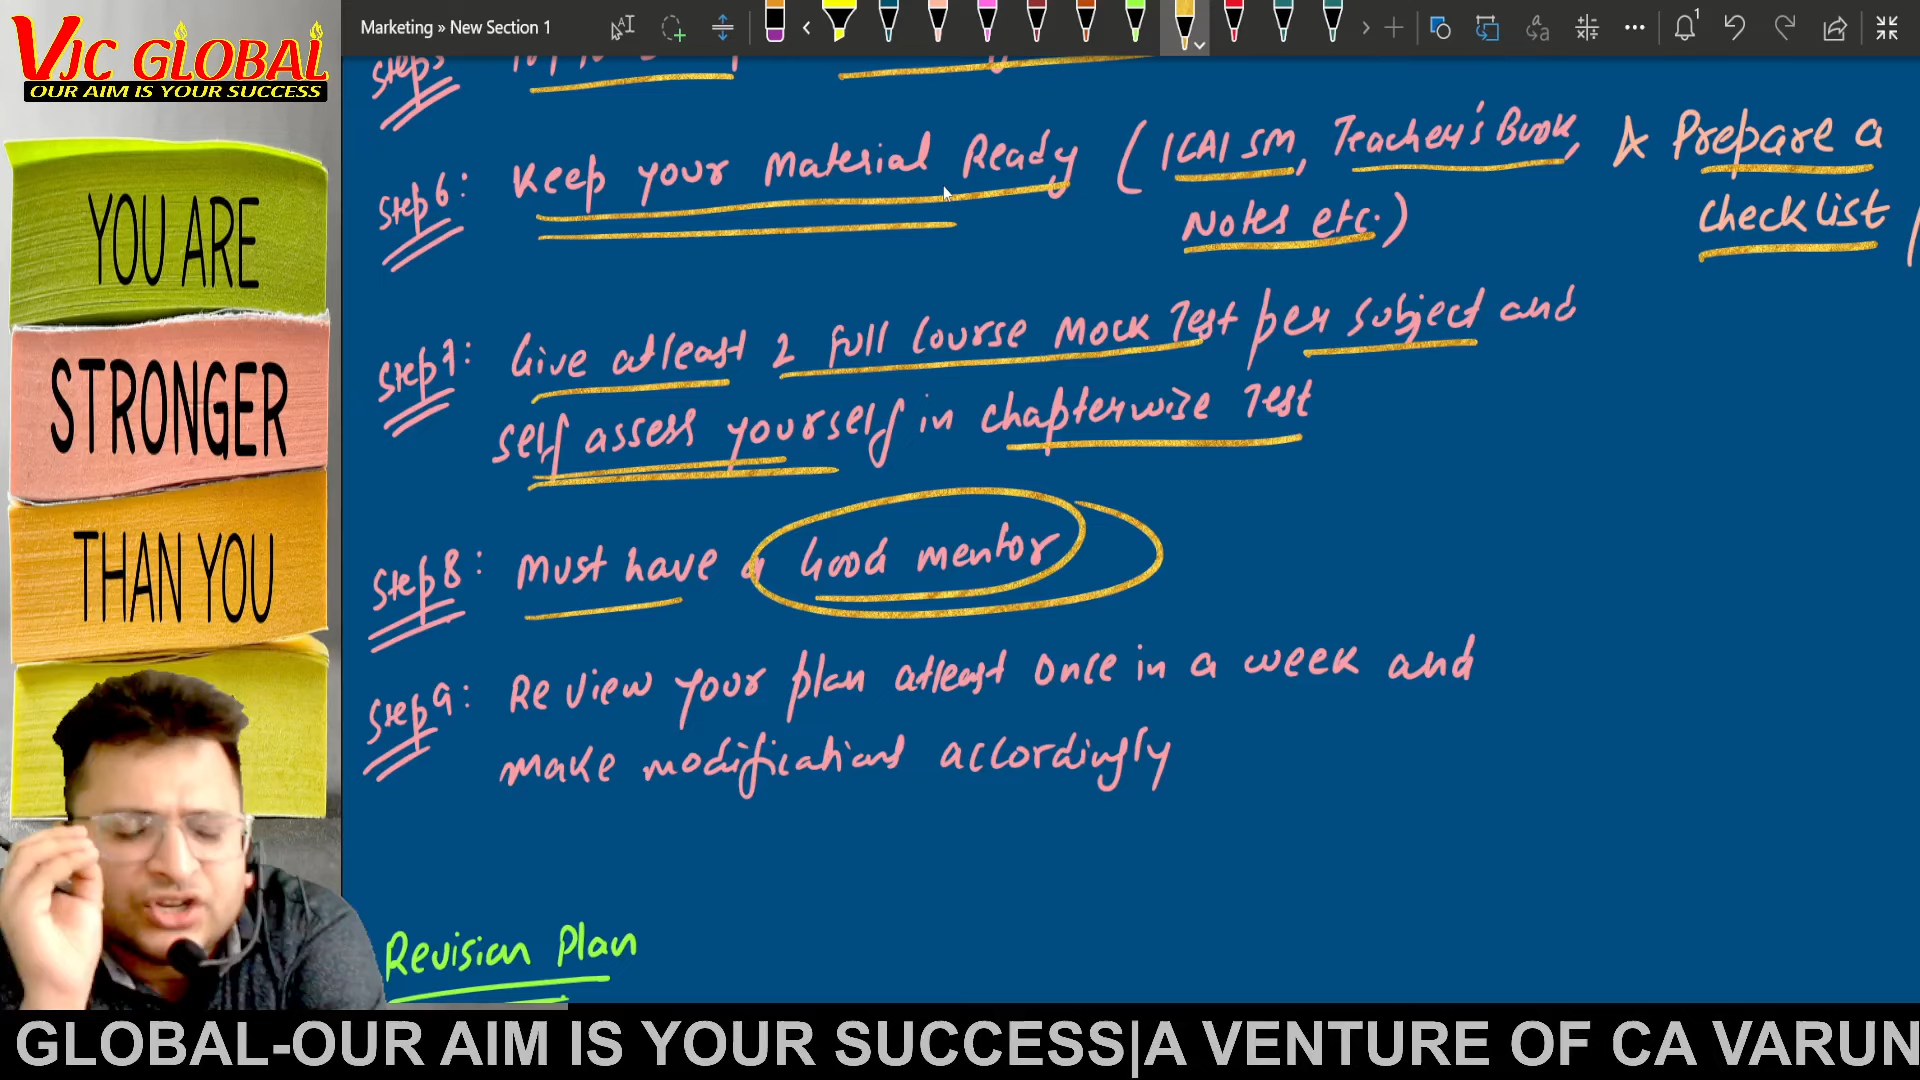 VJC GLOBAL
OUR AIM IS YOUR SUCCESS
Marketing » New Section 1
YOU ARE
STRONGER
THAN YOU
Step 6: Keep your Material Ready (ICAI SM, Teacher's Book,
Notes etc.)
Prepare a
Checklist
Step 7: Give atleast 2 full Course Mock Test per subject and
self assess yourself in chapterwise Test
Step 8: Must have a Good mentor
Step 9: Review your plan atleast once in a week and
make modifications accordingly
Revision Plan
GLOBAL-OUR AIM IS YOUR SUCCESS|A VENTURE OF CA VARUN